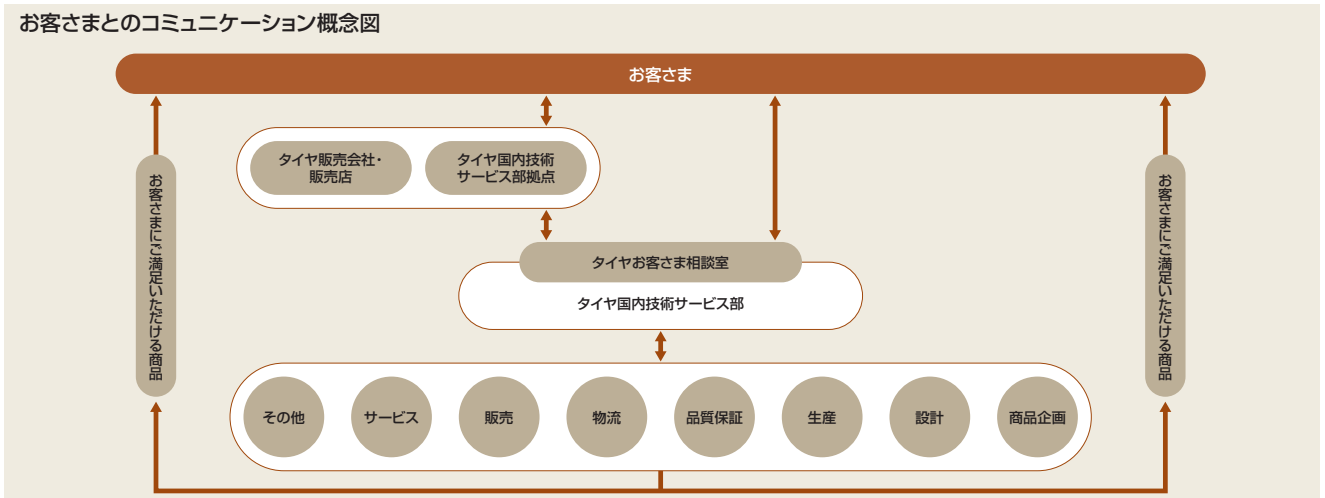 お客さまとのコミュニケーション概念図
お客さま
タイヤ販売会社・
販売店
タイヤ国内技術
サービス部拠点
お客さまにご満足いただける商品
お客さまにご満足いただける商品
タイヤお客さま相談室
タイヤ国内技術サービス部
その他
サービス
販売
物流
品質保証
生産
設計
商品企画